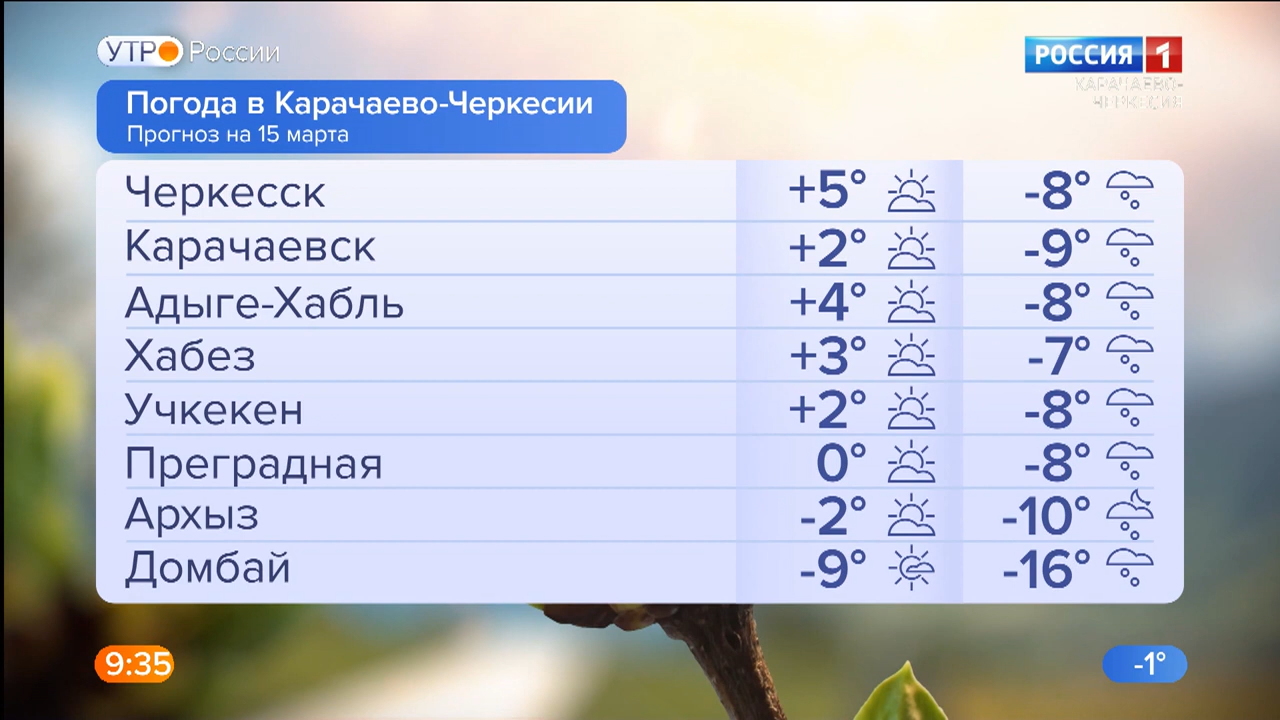 УТРО России
РОССИЯ 1
КАРАЧАЕВО-
ЧЕРКЕСИЯ
Погода в Карачаево-Черкесии
Прогноз на 15 марта
Черкесск +5° -8°
Карачаевск +2° -9°
Адыге-Хабль +4° -8°
Хабез +3° -7°
Учкекен +2° -8°
Преградная 0° -8°
Архыз -2° -10°
Домбай -9° -16°
9:35 -1°